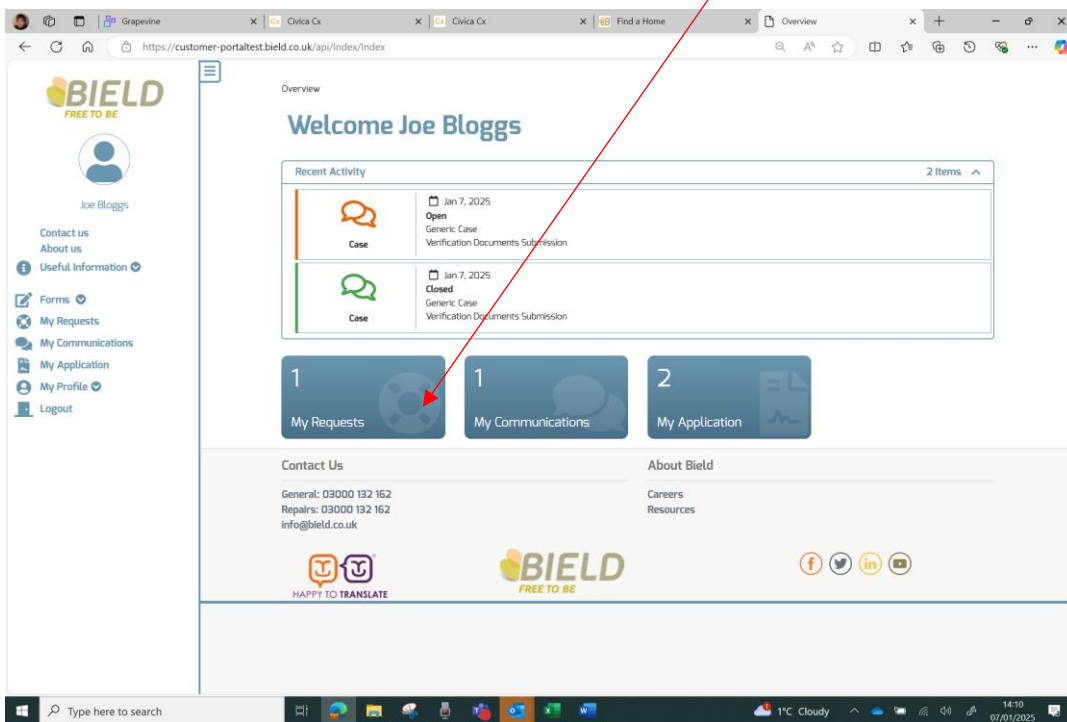 Grapevine
Civica Cx
Civica Cx
Find a Home
Overview
https://customer-portaltest.bield.co.uk/api/Index/Index
BIELD
FREE TO BE
Joe Bloggs
Contact us
About us
Useful Information
Forms
My Requests
My Communications
My Application
My Profile
Logout
Overview
Welcome Joe Bloggs
Recent Activity
2 Items
Jan 7, 2025
Open
Generic Case
Verification Documents Submission
Case
Jan 7, 2025
Closed
Generic Case
Verification Documents Submission
Case
1
My Requests
1
My Communications
2
My Application
Contact Us
General: 03000 132 162
Repairs: 03000 132 162
info@bield.co.uk
About Bield
Careers
Resources
HAPPY TO TRANSLATE
BIELD
FREE TO BE
Type here to search
1°C Cloudy
14:10
07/01/2025